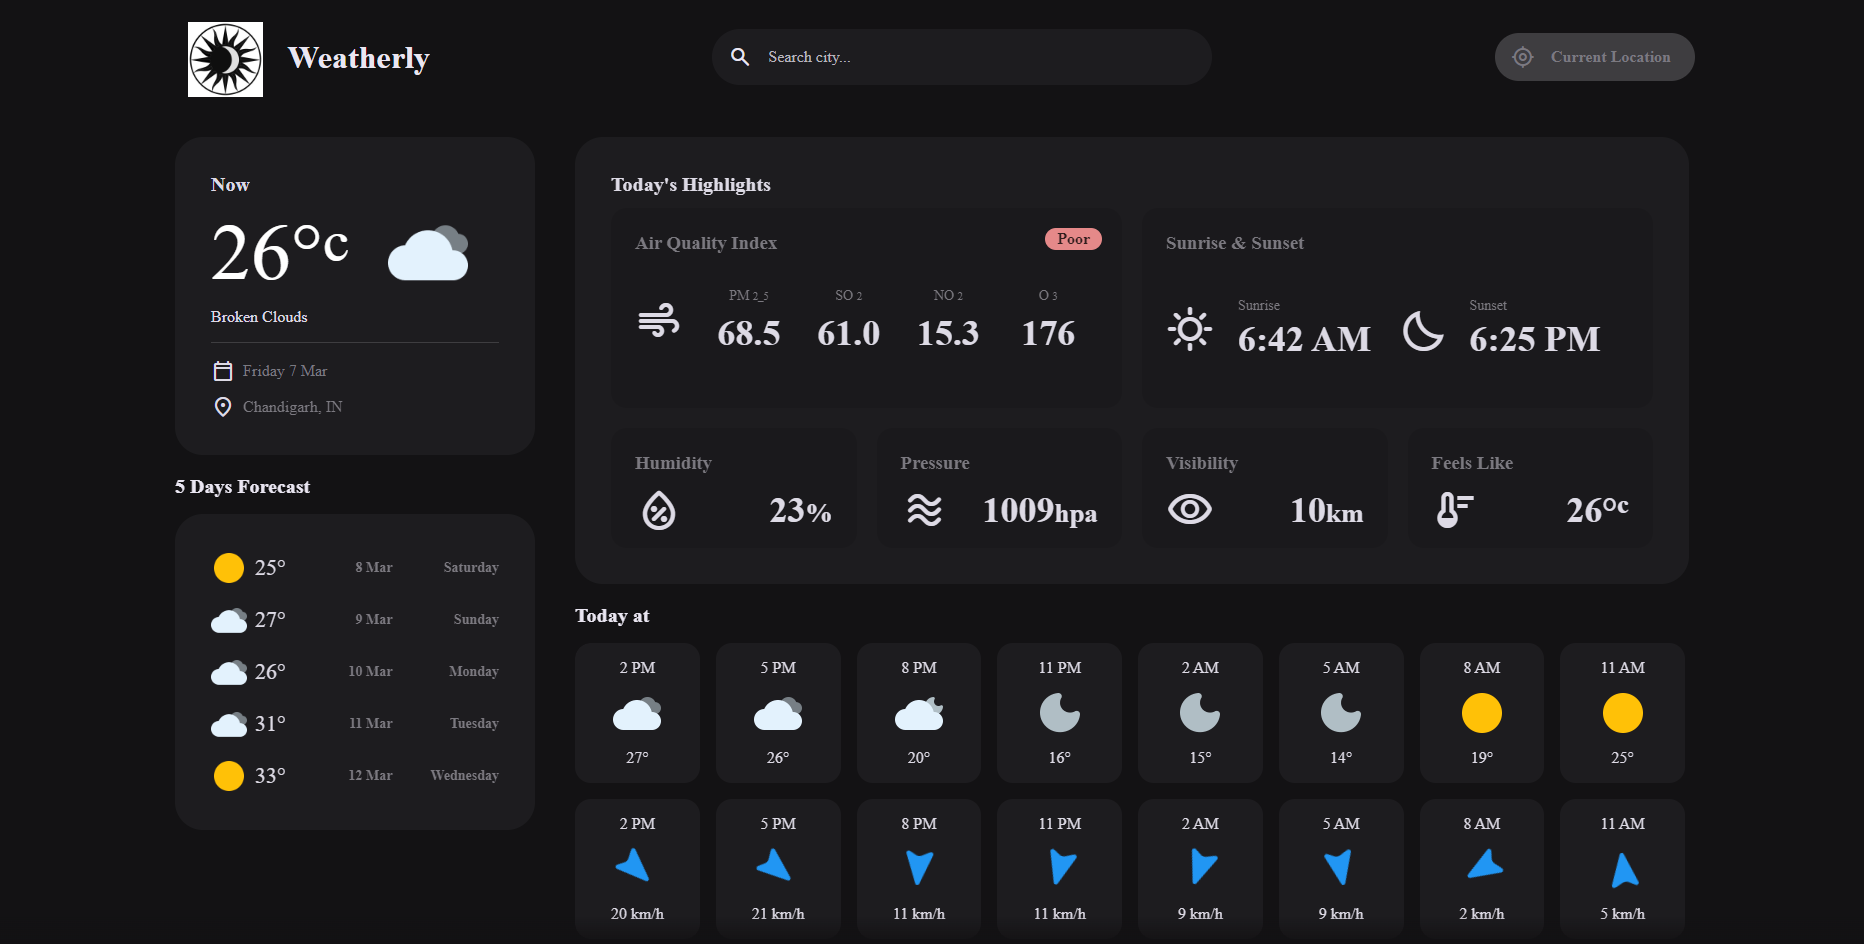 Weatherly
Search city...
Current Location
Now
26°c
Broken Clouds
Friday 7 Mar
Chandigarh, IN
5 Days Forecast
25° 8 Mar Saturday
27° 9 Mar Sunday
26° 10 Mar Monday
31° 11 Mar Tuesday
33° 12 Mar Wednesday
Today's Highlights
Air Quality Index Poor
PM 2_5 SO 2 NO 2 O 3
68.5 61.0 15.3 176
Sunrise & Sunset
Sunrise Sunset
6:42 AM 6:25 PM
Humidity
23%
Pressure
1009hpa
Visibility
10km
Feels Like
26°c
Today at
2 PM 5 PM 8 PM 11 PM 2 AM 5 AM 8 AM 11 AM
27° 26° 20° 16° 15° 14° 19° 25°
2 PM 5 PM 8 PM 11 PM 2 AM 5 AM 8 AM 11 AM
20 km/h 21 km/h 11 km/h 11 km/h 9 km/h 9 km/h 2 km/h 5 km/h